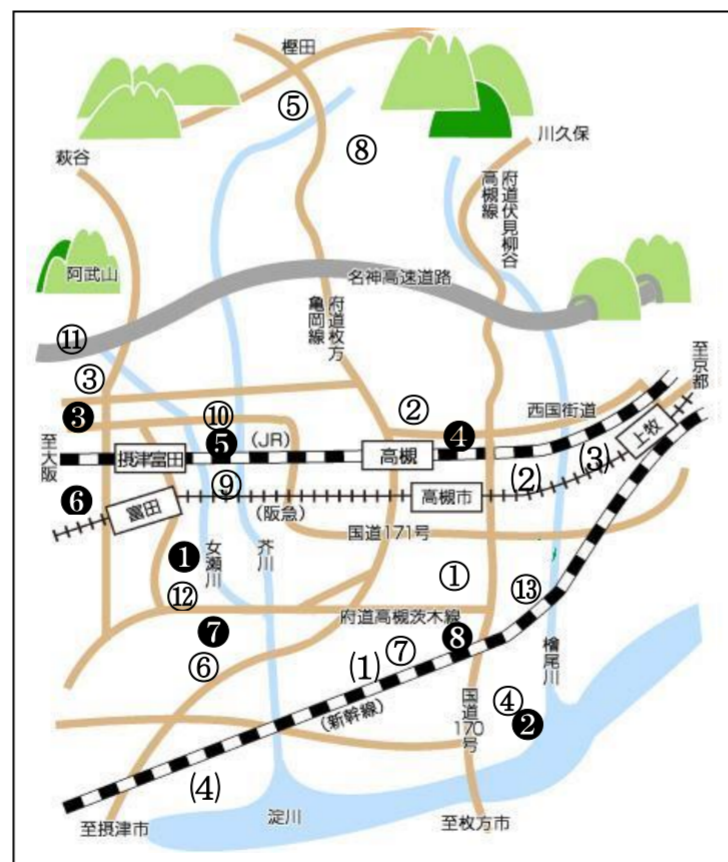 樫田
⑤
⑧
萩谷
川久保
府道伏見柳谷
高槻線
阿武山
名神高速道路
府道枚方
亀岡線
⑪
至京都
③
⑩
②
西国街道
❸
❺
(JR)
❹
上牧
至大阪
摂津富田
高槻
(2)
(3)
⑨
高槻市
❻
富田
(阪急)
国道171号
❶
女瀬川
芥川
①
⑬
⑫
府道高槻茨木線
❼
❽
⑥
(1)
⑦
檜尾川
(新幹線)
国道170号
④
❷
(4)
至摂津市
淀川
至枚方市